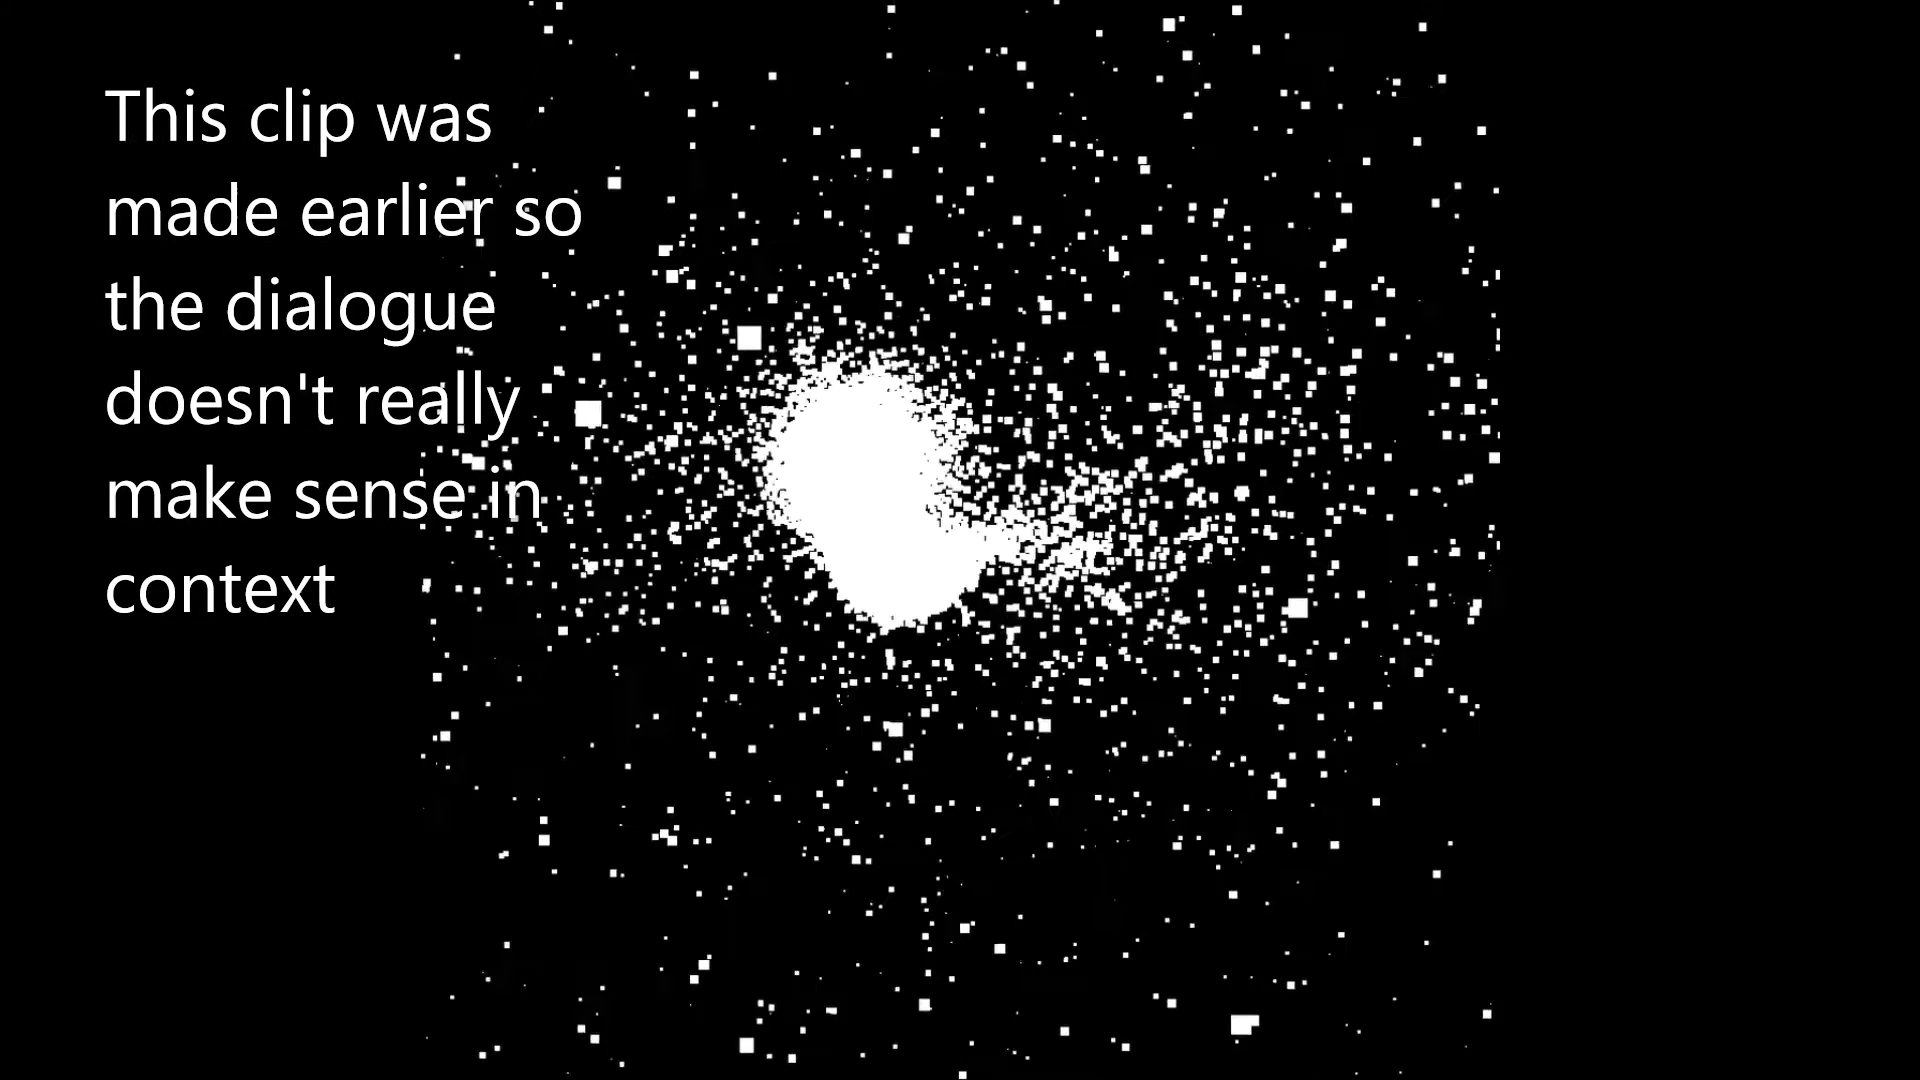 This clip was
made earlier so
the dialogue
doesn't really
make sense in
context